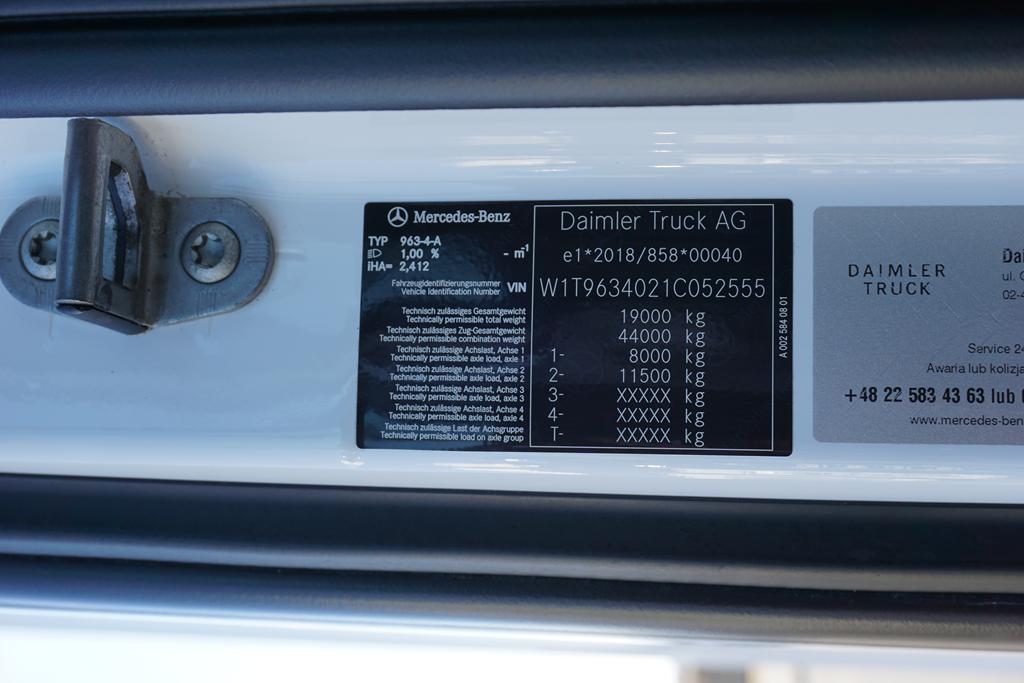 Mercedes-Benz
TYP 963-4-A
1,00 % - m⁻¹
iHA= 2,412
Fahrzeugidentifizierungsnummer
Vehicle Identification Number VIN
Technisch zulässiges Gesamtgewicht
Technically permissible total weight
Technisch zulässiges Zug-Gesamtgewicht
Technically permissible combination weight
Technisch zulässige Achslast, Achse 1
Technically permissible axle load, axle 1
Technisch zulässige Achslast, Achse 2
Technically permissible axle load, axle 2
Technisch zulässige Achslast, Achse 3
Technically permissible axle load, axle 3
Technisch zulässige Achslast, Achse 4
Technically permissible axle load, axle 4
Technisch zulässige Last der Achsgruppe
Technically permissible load on axle group
Daimler Truck AG
e1*2018/858*00040
W1T9634021C052555
19000 kg
44000 kg
1- 8000 kg
2- 11500 kg
3- XXXXX kg
4- XXXXX kg
T- XXXXX kg
A 002 584 08 01
DAIMLER
TRUCK
Dai
ul.
02-4
Service 24
Awaria lub kolizja
+48 22 583 43 63 lub
www.mercedes-ben